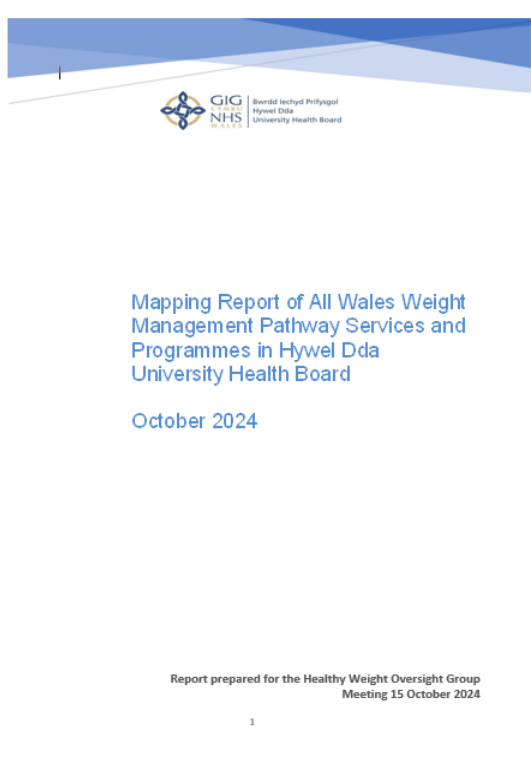 GIG
CYMRU
NHS
WALES
Bwrdd Iechyd Prifysgol
Hywel Dda
University Health Board
Mapping Report of All Wales Weight
Management Pathway Services and
Programmes in Hywel Dda
University Health Board
October 2024
Report prepared for the Healthy Weight Oversight Group
Meeting 15 October 2024
1